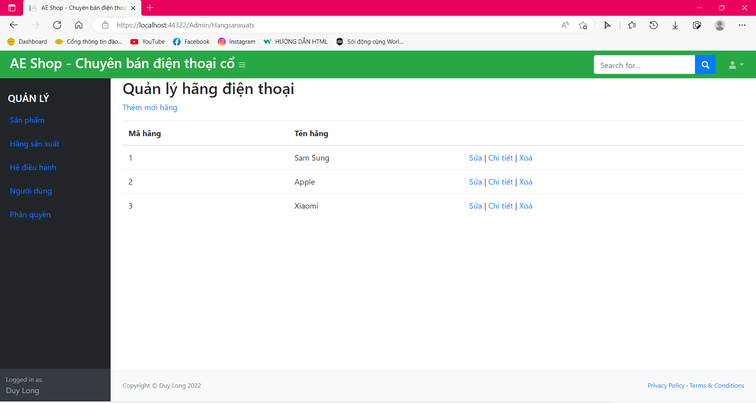 AE Shop - Chuyên bán điện thoạ
https://localhost:44322/Admin/Hangsanxuats
Dashboard
Cổng thông tin đào...
YouTube
Facebook
Instagram
HƯỚNG DẪN HTML
Sôi động cùng Worl...
AE Shop - Chuyên bán điện thoại cổ
Search for...
QUẢN LÝ
Sản phẩm
Hãng sản xuất
Hệ điều hành
Người dùng
Phân quyền
Quản lý hãng điện thoại
Thêm mới hãng
Mã hãng Tên hãng
1 Sam Sung Sửa | Chi tiết | Xoá
2 Apple Sửa | Chi tiết | Xoá
3 Xiaomi Sửa | Chi tiết | Xoá
Logged in as:
Duy Long
Copyright © Duy Long 2022
Privacy Policy · Terms & Conditions